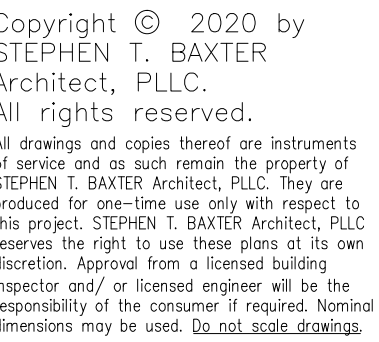 Copyright © 2020 by
STEPHEN T. BAXTER
Architect, PLLC.
All rights reserved.
All drawings and copies thereof are instruments
of service and as such remain the property of
STEPHEN T. BAXTER Architect, PLLC. They are
produced for one-time use only with respect to
this project. STEPHEN T. BAXTER Architect, PLLC
reserves the right to use these plans at its own
discretion. Approval from a licensed building
inspector and/ or licensed engineer will be the
responsibility of the consumer if required. Nominal
dimensions may be used. Do not scale drawings.